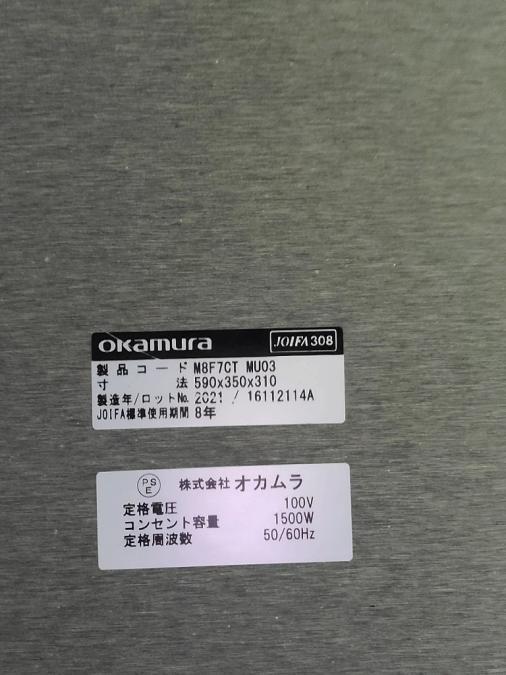 okamura JOIFA308
製品コード M8F7CT MU03
寸法 590x350x310
製造年/ロットNo. 2021 / 16112114A
JOIFA標準使用期間 8年
PSE 株式会社オカムラ
定格電圧 100V
コンセント容量 1500W
定格周波数 50/60Hz